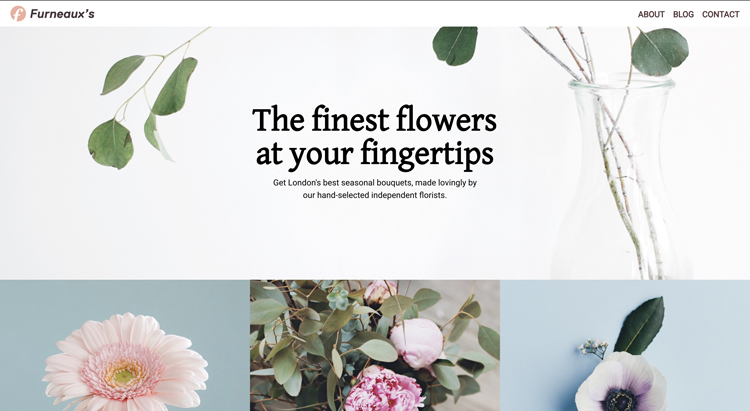 Furneaux's
ABOUT BLOG CONTACT
The finest flowers
at your fingertips
Get London's best seasonal bouquets, made lovingly by
our hand-selected independent florists.